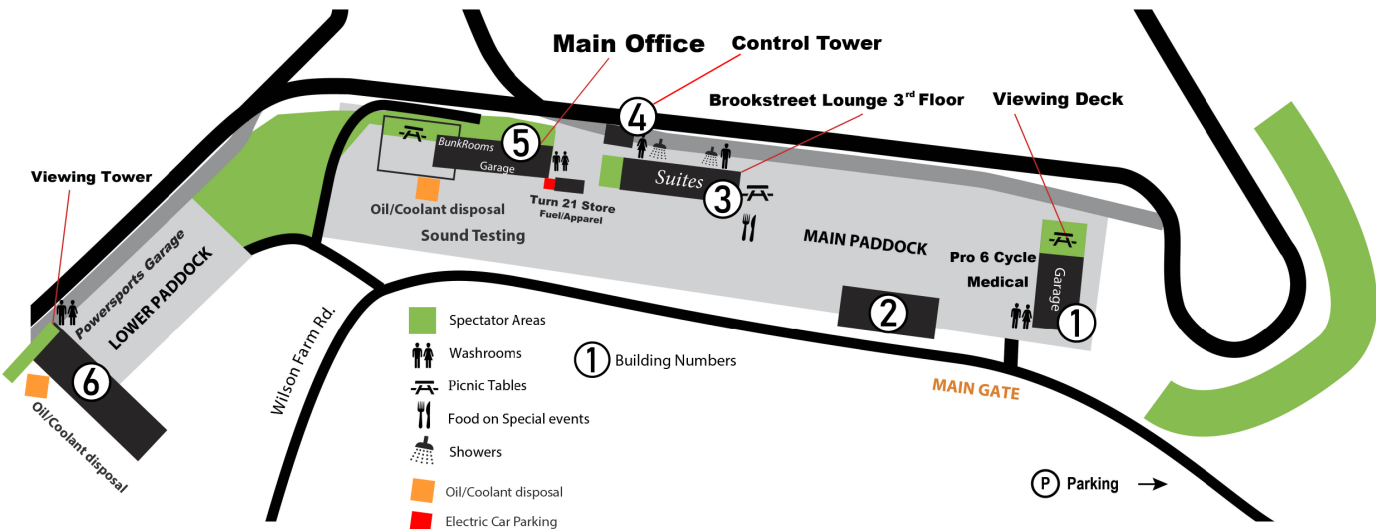 Main Office
Control Tower
Brookstreet Lounge 3rd Floor
Viewing Deck
4
5
BunkRooms
Garage
Suites
3
Viewing Tower
Oil/Coolant disposal
Turn 21 Store
Fuel/Apparel
Sound Testing
MAIN PADDOCK
Pro 6 Cycle
Medical
Garage
1
2
Powersports Garage
LOWER PADDOCK
6
Oil/Coolant disposal
Wilson Farm Rd.
MAIN GATE
Spectator Areas
Washrooms
1 Building Numbers
Picnic Tables
Food on Special events
Showers
Oil/Coolant disposal
Electric Car Parking
P Parking